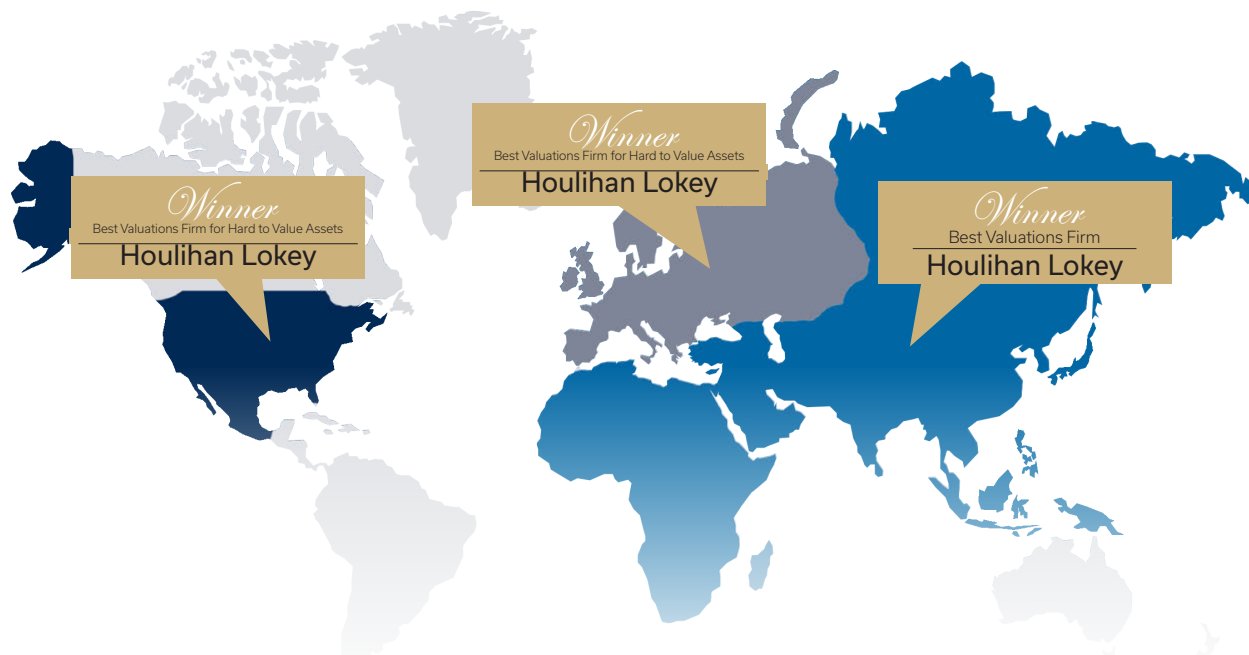 Winner
Best Valuations Firm for Hard to Value Assets
Houlihan Lokey
Winner
Best Valuations Firm for Hard to Value Assets
Houlihan Lokey
Winner
Best Valuations Firm
Houlihan Lokey